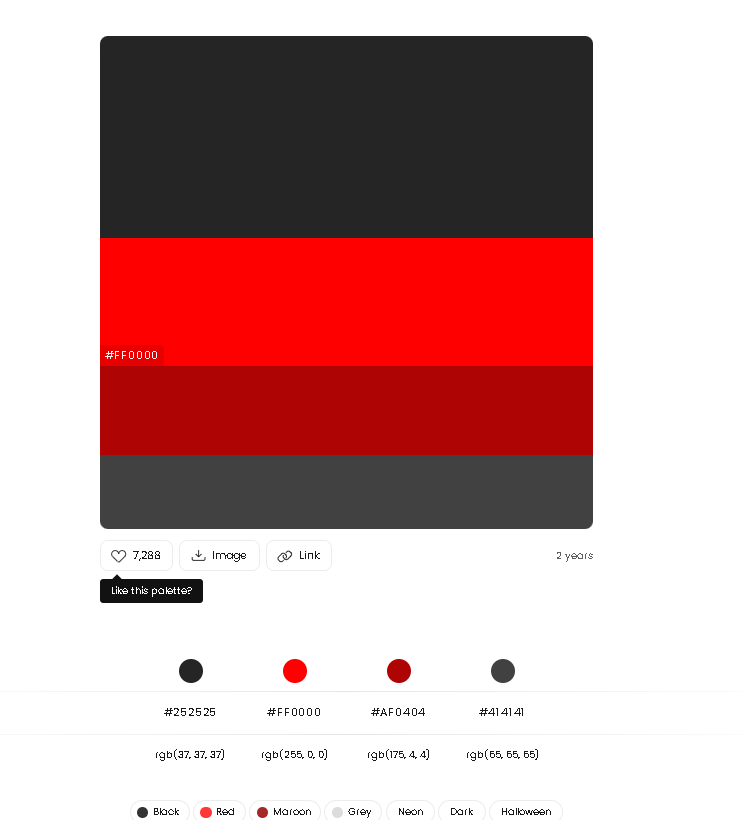 #FF0000
7,288 Image Link 2 years
Like this palette?
#252525 #FF0000 #AF0404 #414141
rgb(37, 37, 37) rgb(255, 0, 0) rgb(175, 4, 4) rgb(65, 65, 65)
Black Red Maroon Grey Neon Dark Halloween